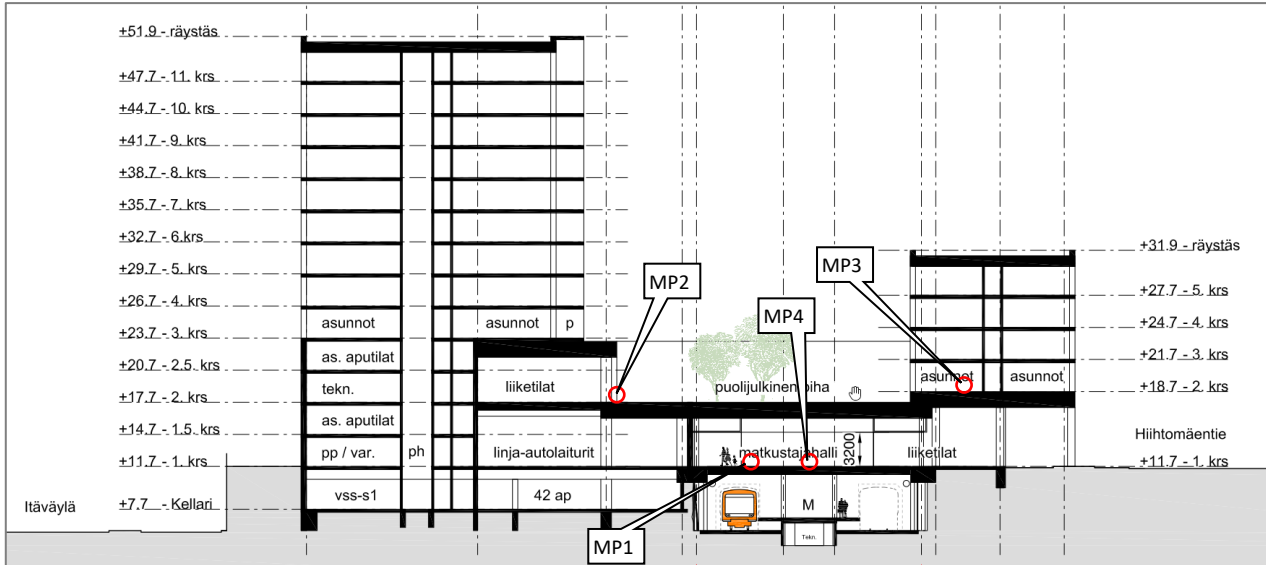 +51.9 - räystäs
+47.7 - 11. krs
+44.7 - 10. krs
+41.7 - 9. krs
+38.7 - 8. krs
+35.7 - 7. krs
+32.7 - 6.krs
+29.7 - 5. krs
+26.7 - 4. krs
+23.7 - 3. krs
+20.7 - 2.5. krs
+17.7 - 2. krs
+14.7 - 1.5. krs
+11.7 - 1. krs
+7.7 - Kellari
Itäväylä
asunnot
asunnot
p
as. aputilat
tekn.
liiketilat
as. aputilat
pp / var.
ph
linja-autolaiturit
vss-s1
42 ap
MP2
MP4
MP3
MP1
puolijulkinen piha
matkustajahalli
3200
liiketilat
M
Tekn.
asunnot
asunnot
+31.9 - räystäs
+27.7 - 5. krs
+24.7 - 4. krs
+21.7 - 3. krs
+18.7 - 2. krs
Hiihtomäentie
+11.7 - 1. krs